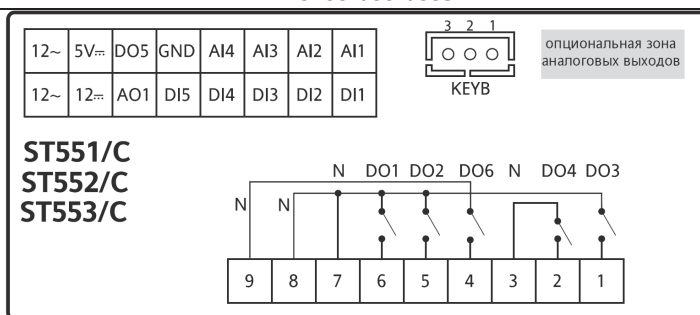 3 2 1
12~ 5V⎓ DO5 GND AI4 AI3 AI2 AI1
12~ 12⎓ AO1 DI5 DI4 DI3 DI2 DI1
KEYB
опциональная зона
аналоговых выходов
ST551/C
ST552/C
ST553/C
N DO1 DO2 DO6 N DO4 DO3
N N
9 8 7 6 5 4 3 2 1